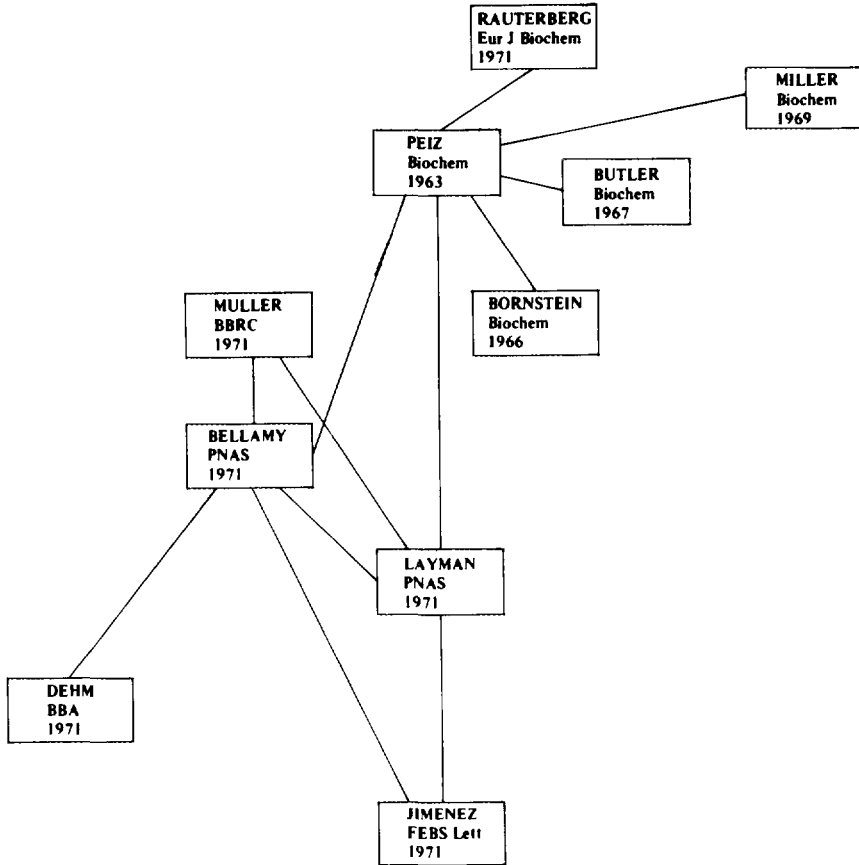 RAUTERBERG
Eur J Biochem
1971
MILLER
Biochem
1969
PEIZ
Biochem
1963
BUTLER
Biochem
1967
MULLER
BBRC
1971
BORNSTEIN
Biochem
1966
BELLAMY
PNAS
1971
LAYMAN
PNAS
1971
DEHM
BBA
1971
JIMENEZ
FEBS Lett
1971